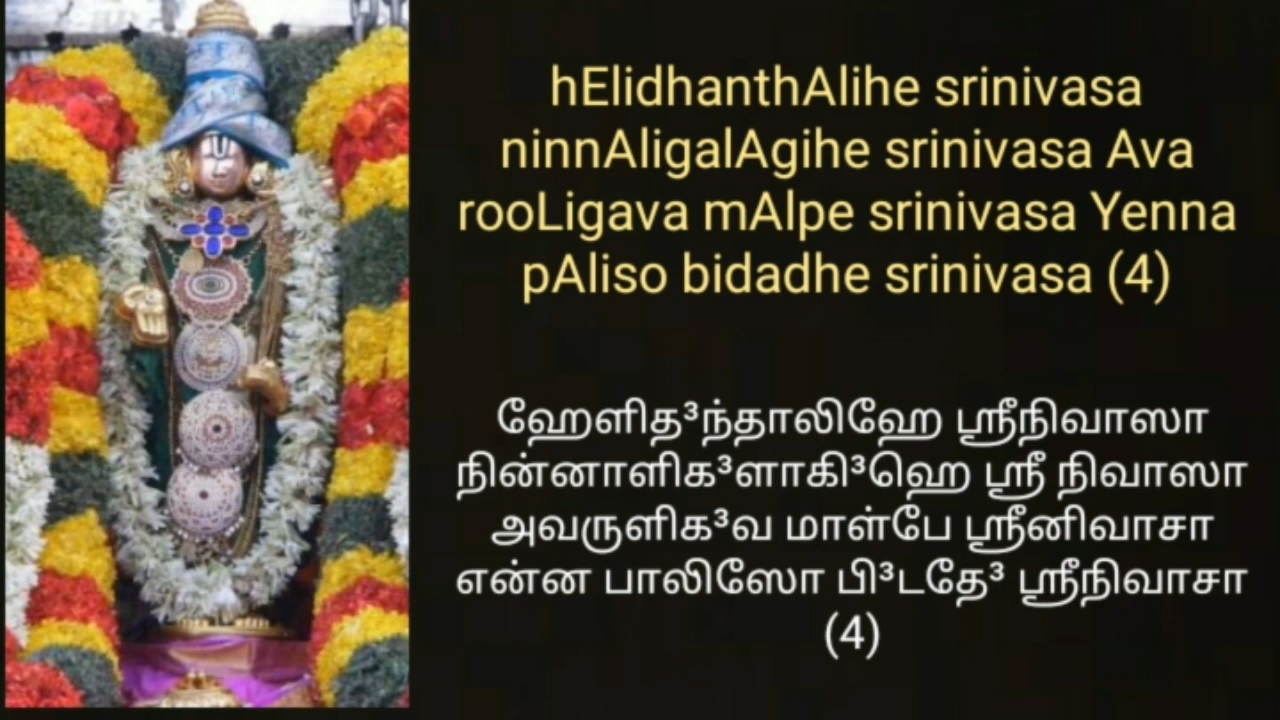 hElidhanthAlihe srinivasa
ninnAligalAgihe srinivasa Ava
rooLigava mAlpe srinivasa Yenna
pAliso bidadhe srinivasa (4)
ஹேளித³ந்தாலிஹே ஸ்ரீநிவாஸா
நின்னாளிக³ளாகி³ஹெ ஸ்ரீ நிவாஸா
அவருளிக³வ மாள்பே ஸ்ரீனிவாசா
என்ன பாலிஸோ பி³டதே³ ஸ்ரீநிவாசா
(4)